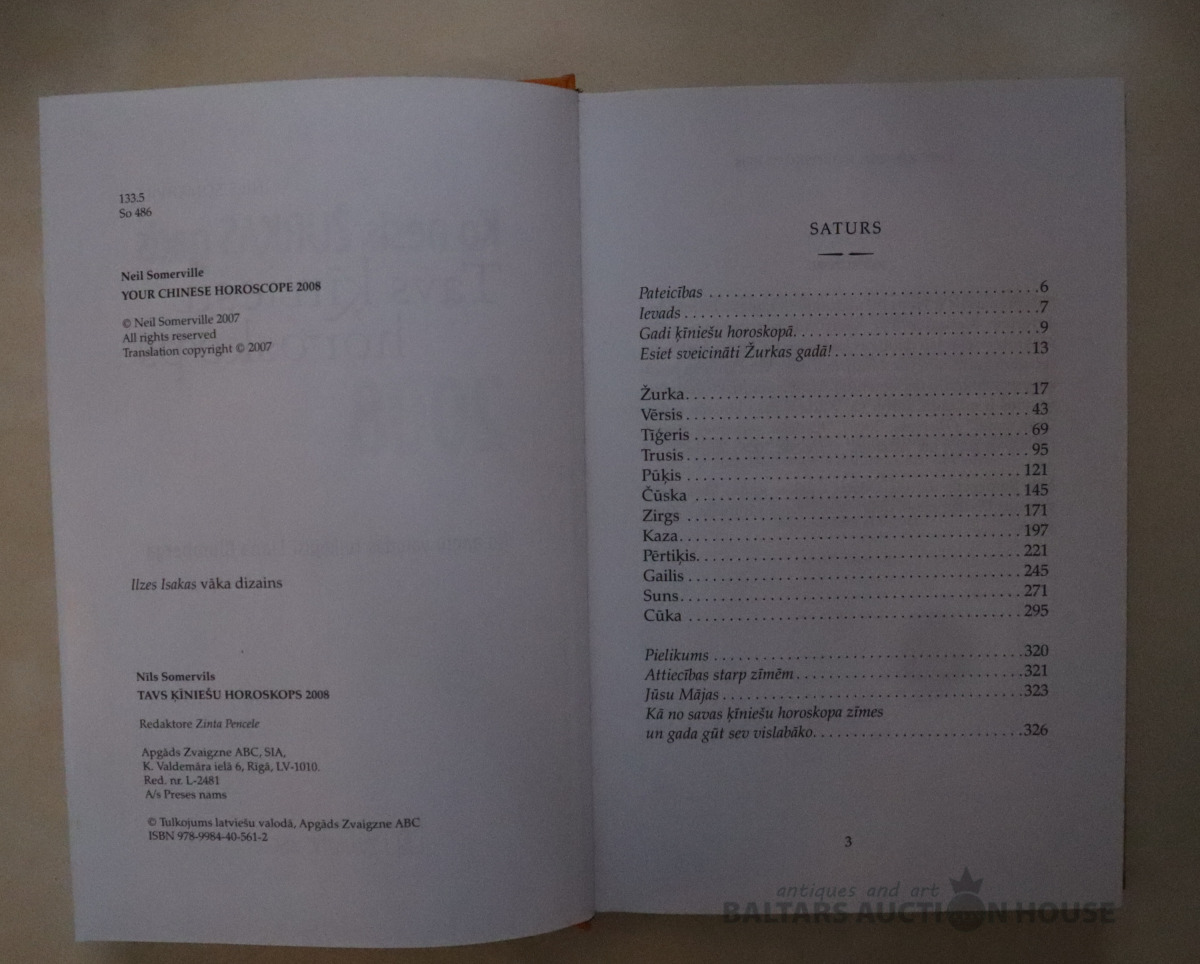 133.5
So 486
Neil Somerville
YOUR CHINESE HOROSCOPE 2008
© Neil Somerville 2007
All rights reserved
Translation copyright © 2007
Ilzes Isakas vāka dizains
Nils Somervils
TAVS ĶĪNIEŠU HOROSKOPS 2008
Redaktore Zinta Pencele
Apgāds Zvaigzne ABC, SIA,
K. Valdemāra ielā 6, Rīgā, LV-1010.
Red. nr. L-2481
A/s Preses nams
© Tulkojums latviešu valodā, Apgāds Zvaigzne ABC
ISBN 978-9984-40-561-2
SATURS
Pateicības . . . . . . . . . . . . . . . . . . . . 6
Ievads . . . . . . . . . . . . . . . . . . . . 7
Gadi ķīniešu horoskopā. . . . . . . . . . . . . . . . . . . . 9
Esiet sveicināti Žurkas gadā! . . . . . . . . . . . . . . . . . . . . 13
Žurka. . . . . . . . . . . . . . . . . . . . 17
Vērsis . . . . . . . . . . . . . . . . . . . . 43
Tīģeris . . . . . . . . . . . . . . . . . . . . 69
Trusis . . . . . . . . . . . . . . . . . . . . 95
Pūķis . . . . . . . . . . . . . . . . . . . . 121
Čūska . . . . . . . . . . . . . . . . . . . . 145
Zirgs . . . . . . . . . . . . . . . . . . . . 171
Kaza. . . . . . . . . . . . . . . . . . . . 197
Pērtiķis. . . . . . . . . . . . . . . . . . . . 221
Gailis . . . . . . . . . . . . . . . . . . . . 245
Suns. . . . . . . . . . . . . . . . . . . . 271
Cūka . . . . . . . . . . . . . . . . . . . . 295
Pielikums . . . . . . . . . . . . . . . . . . . . 320
Attiecības starp zīmēm . . . . . . . . . . . . . . . . . . . . 321
Jūsu Mājas . . . . . . . . . . . . . . . . . . . . 323
Kā no savas ķīniešu horoskopa zīmes
un gada gūt sev vislabāko. . . . . . . . . . . . . . . . . . . . 326
3
antiques and art
BALTARS AUCTION HOUSE